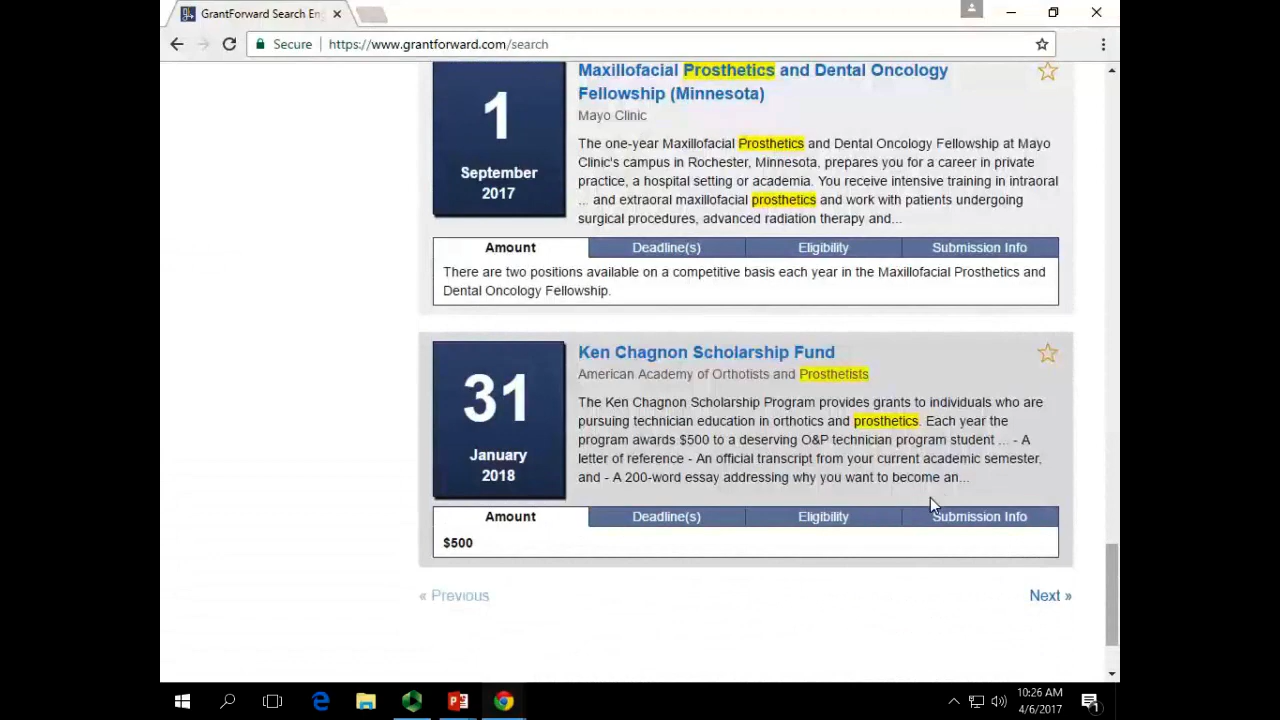 GrantForward Search En
Secure
https://www.grantforward.com/search
1
September
2017
Maxillofacial Prosthetics and Dental Oncology
Fellowship (Minnesota)
Mayo Clinic
The one-year Maxillofacial Prosthetics and Dental Oncology Fellowship at Mayo
Clinic's campus in Rochester, Minnesota, prepares you for a career in private
practice, a hospital setting or academia. You receive intensive training in intraoral
... and extraoral maxillofacial prosthetics and work with patients undergoing
surgical procedures, advanced radiation therapy and...
Amount Deadline(s) Eligibility Submission Info
There are two positions available on a competitive basis each year in the Maxillofacial Prosthetics and
Dental Oncology Fellowship.
31
January
2018
Ken Chagnon Scholarship Fund
American Academy of Orthotists and Prosthetists
The Ken Chagnon Scholarship Program provides grants to individuals who are
pursuing technician education in orthotics and prosthetics. Each year the
program awards $500 to a deserving O&P technician program student ... - A
letter of reference - An official transcript from your current academic semester,
and - A 200-word essay addressing why you want to become an...
Amount Deadline(s) Eligibility Submission Info
$500
« Previous
Next »
10:26 AM
4/6/2017
1